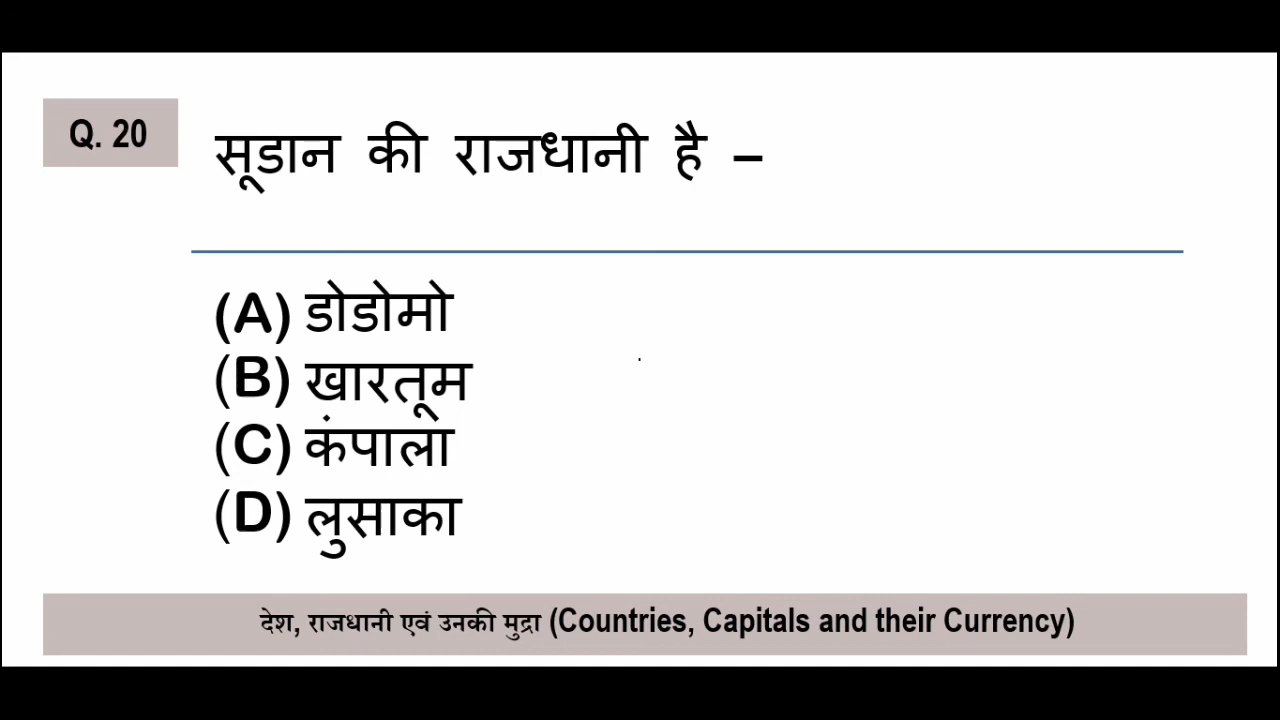 Q. 20
सूडान की राजधानी है –
(A) डोडोमो
(B) खारतूम
(C) कंपाला
(D) लुसाका
देश, राजधानी एवं उनकी मुद्रा (Countries, Capitals and their Currency)